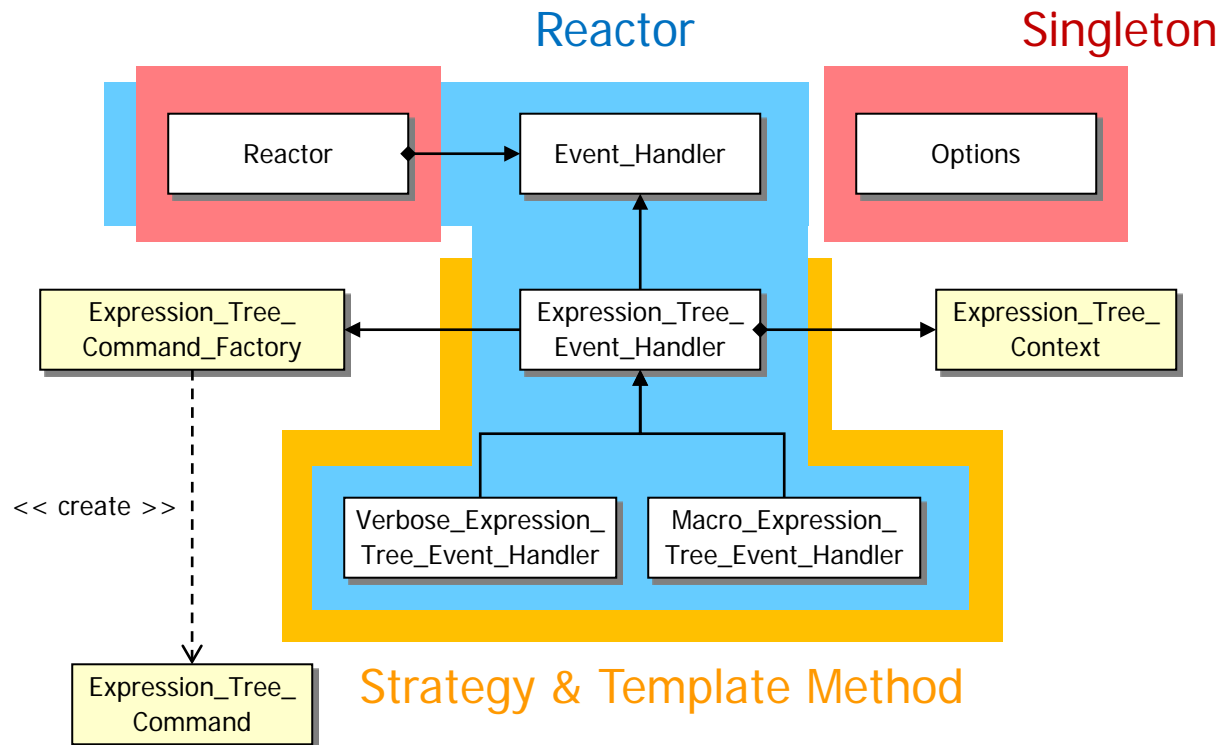 Reactor
Singleton
Reactor
Event_Handler
Options
Expression_Tree_
Command_Factory
Expression_Tree_
Event_Handler
Expression_Tree_
Context
<< create >>
Verbose_Expression_
Tree_Event_Handler
Macro_Expression_
Tree_Event_Handler
Expression_Tree_
Command
Strategy & Template Method